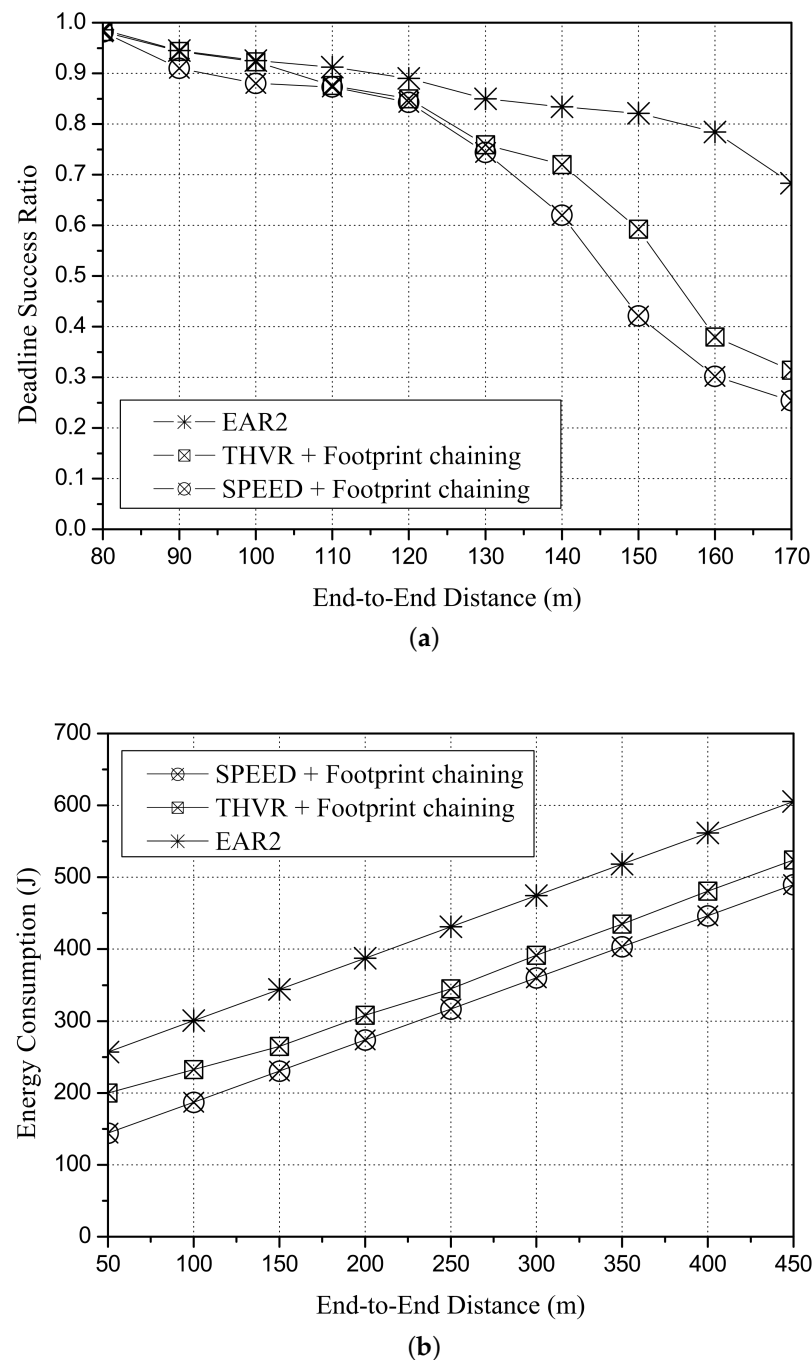 1.0
0.9
0.8
0.7
0.6
0.5
0.4
0.3
0.2
0.1
0.0
Deadline Success Ratio
EAR2
THVR + Footprint chaining
SPEED + Footprint chaining
80 90 100 110 120 130 140 150 160 170
End-to-End Distance (m)
(a)
700
600
500
400
300
200
100
0
Energy Consumption (J)
SPEED + Footprint chaining
THVR + Footprint chaining
EAR2
50 100 150 200 250 300 350 400 450
End-to-End Distance (m)
(b)